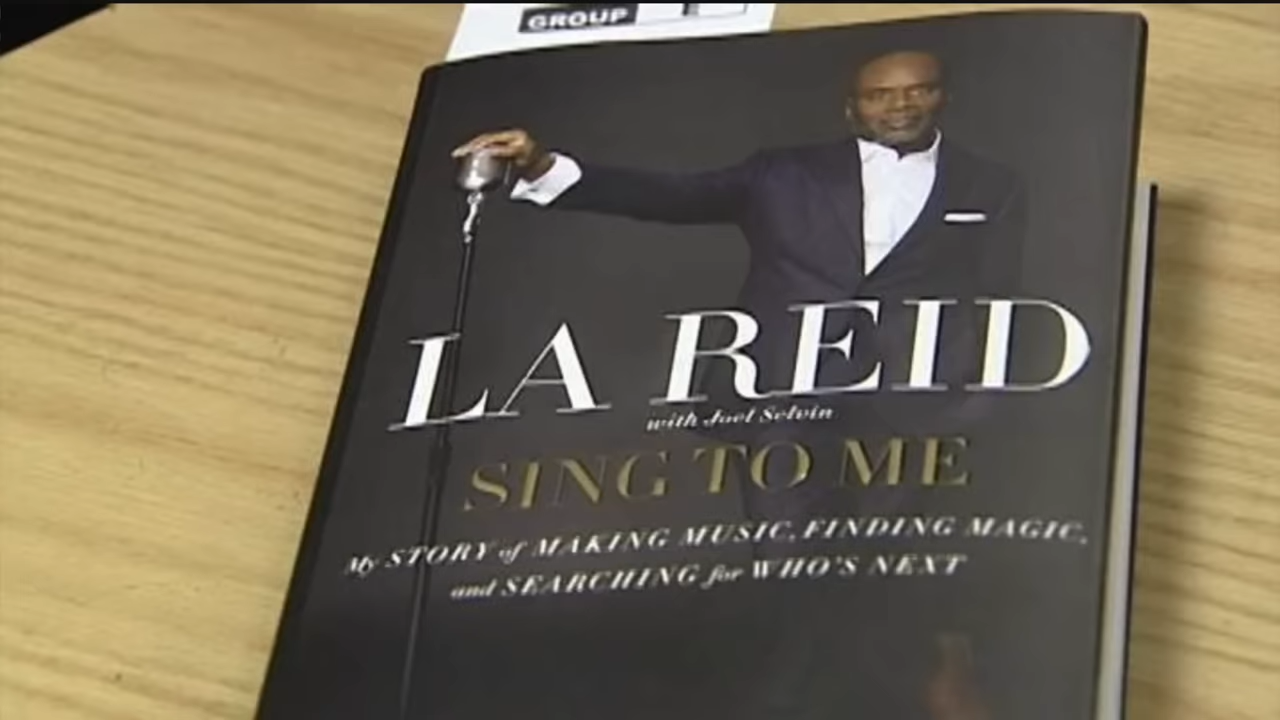 GROUP
LA REID
with Joel Selvin
SING TO ME
My STORY of MAKING MUSIC, FINDING MAGIC,
and SEARCHING for WHO'S NEXT